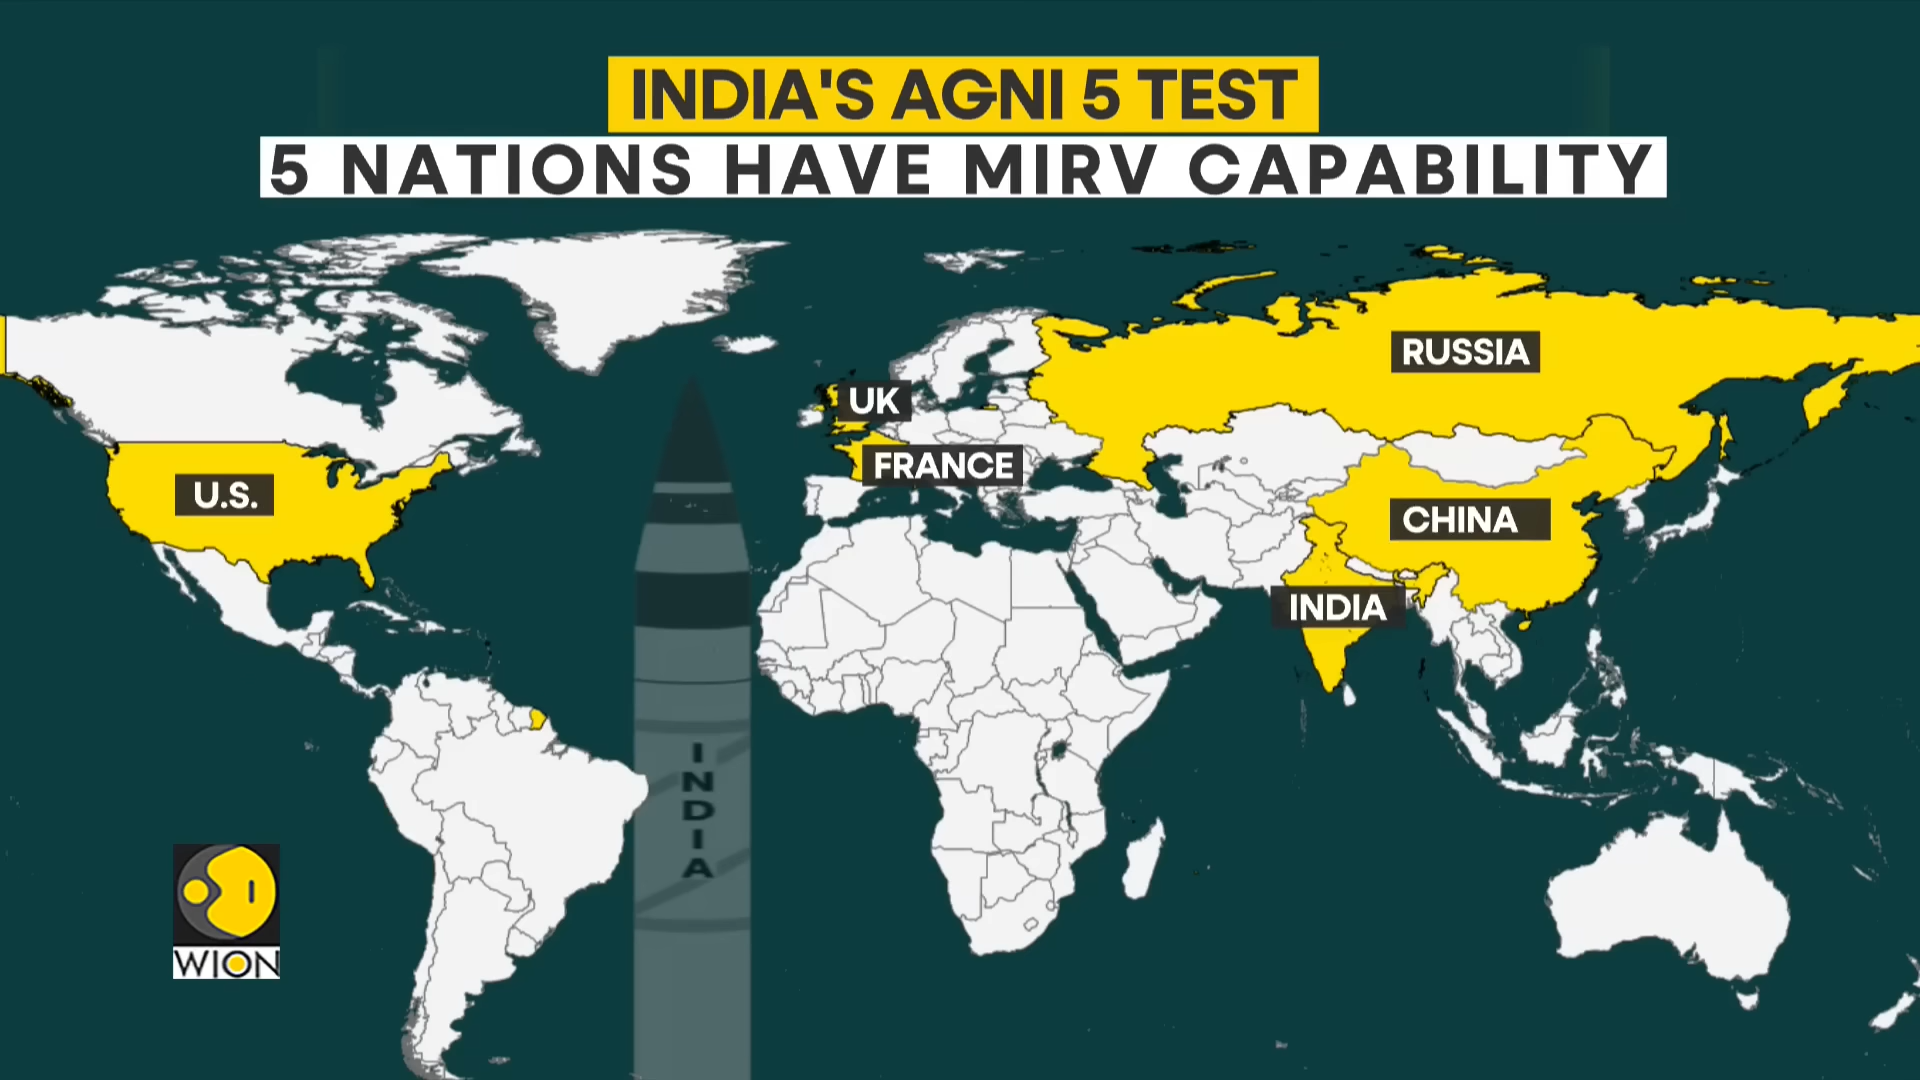 INDIA'S AGNI 5 TEST
5 NATIONS HAVE MIRV CAPABILITY
RUSSIA
UK
FRANCE
U.S.
CHINA
INDIA
INDIA
WION